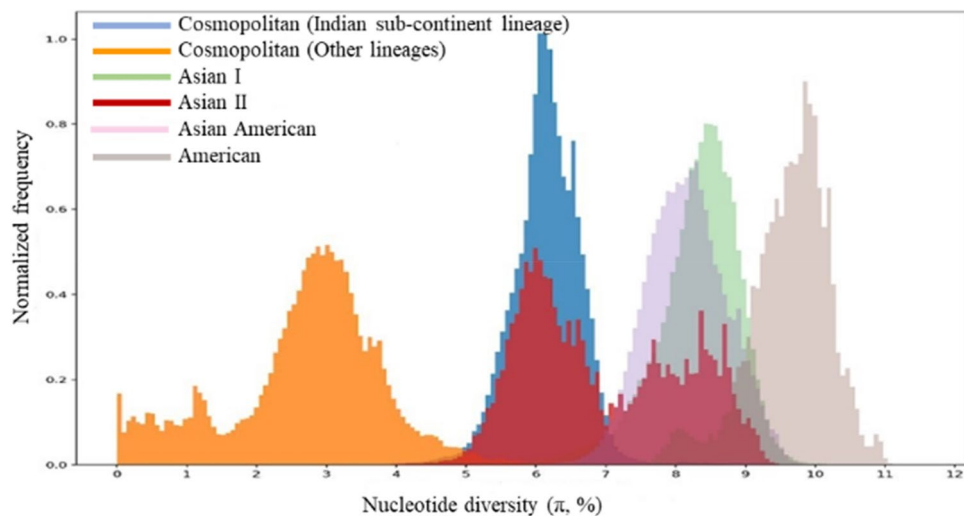 Cosmopolitan (Indian sub-continent lineage)
Cosmopolitan (Other lineages)
Asian I
Asian II
Asian American
American
Normalized frequency
1.0
0.8
0.6
0.4
0.2
0.0
0 1 2 3 4 5 6 7 8 9 10 11 12
Nucleotide diversity (π, %)